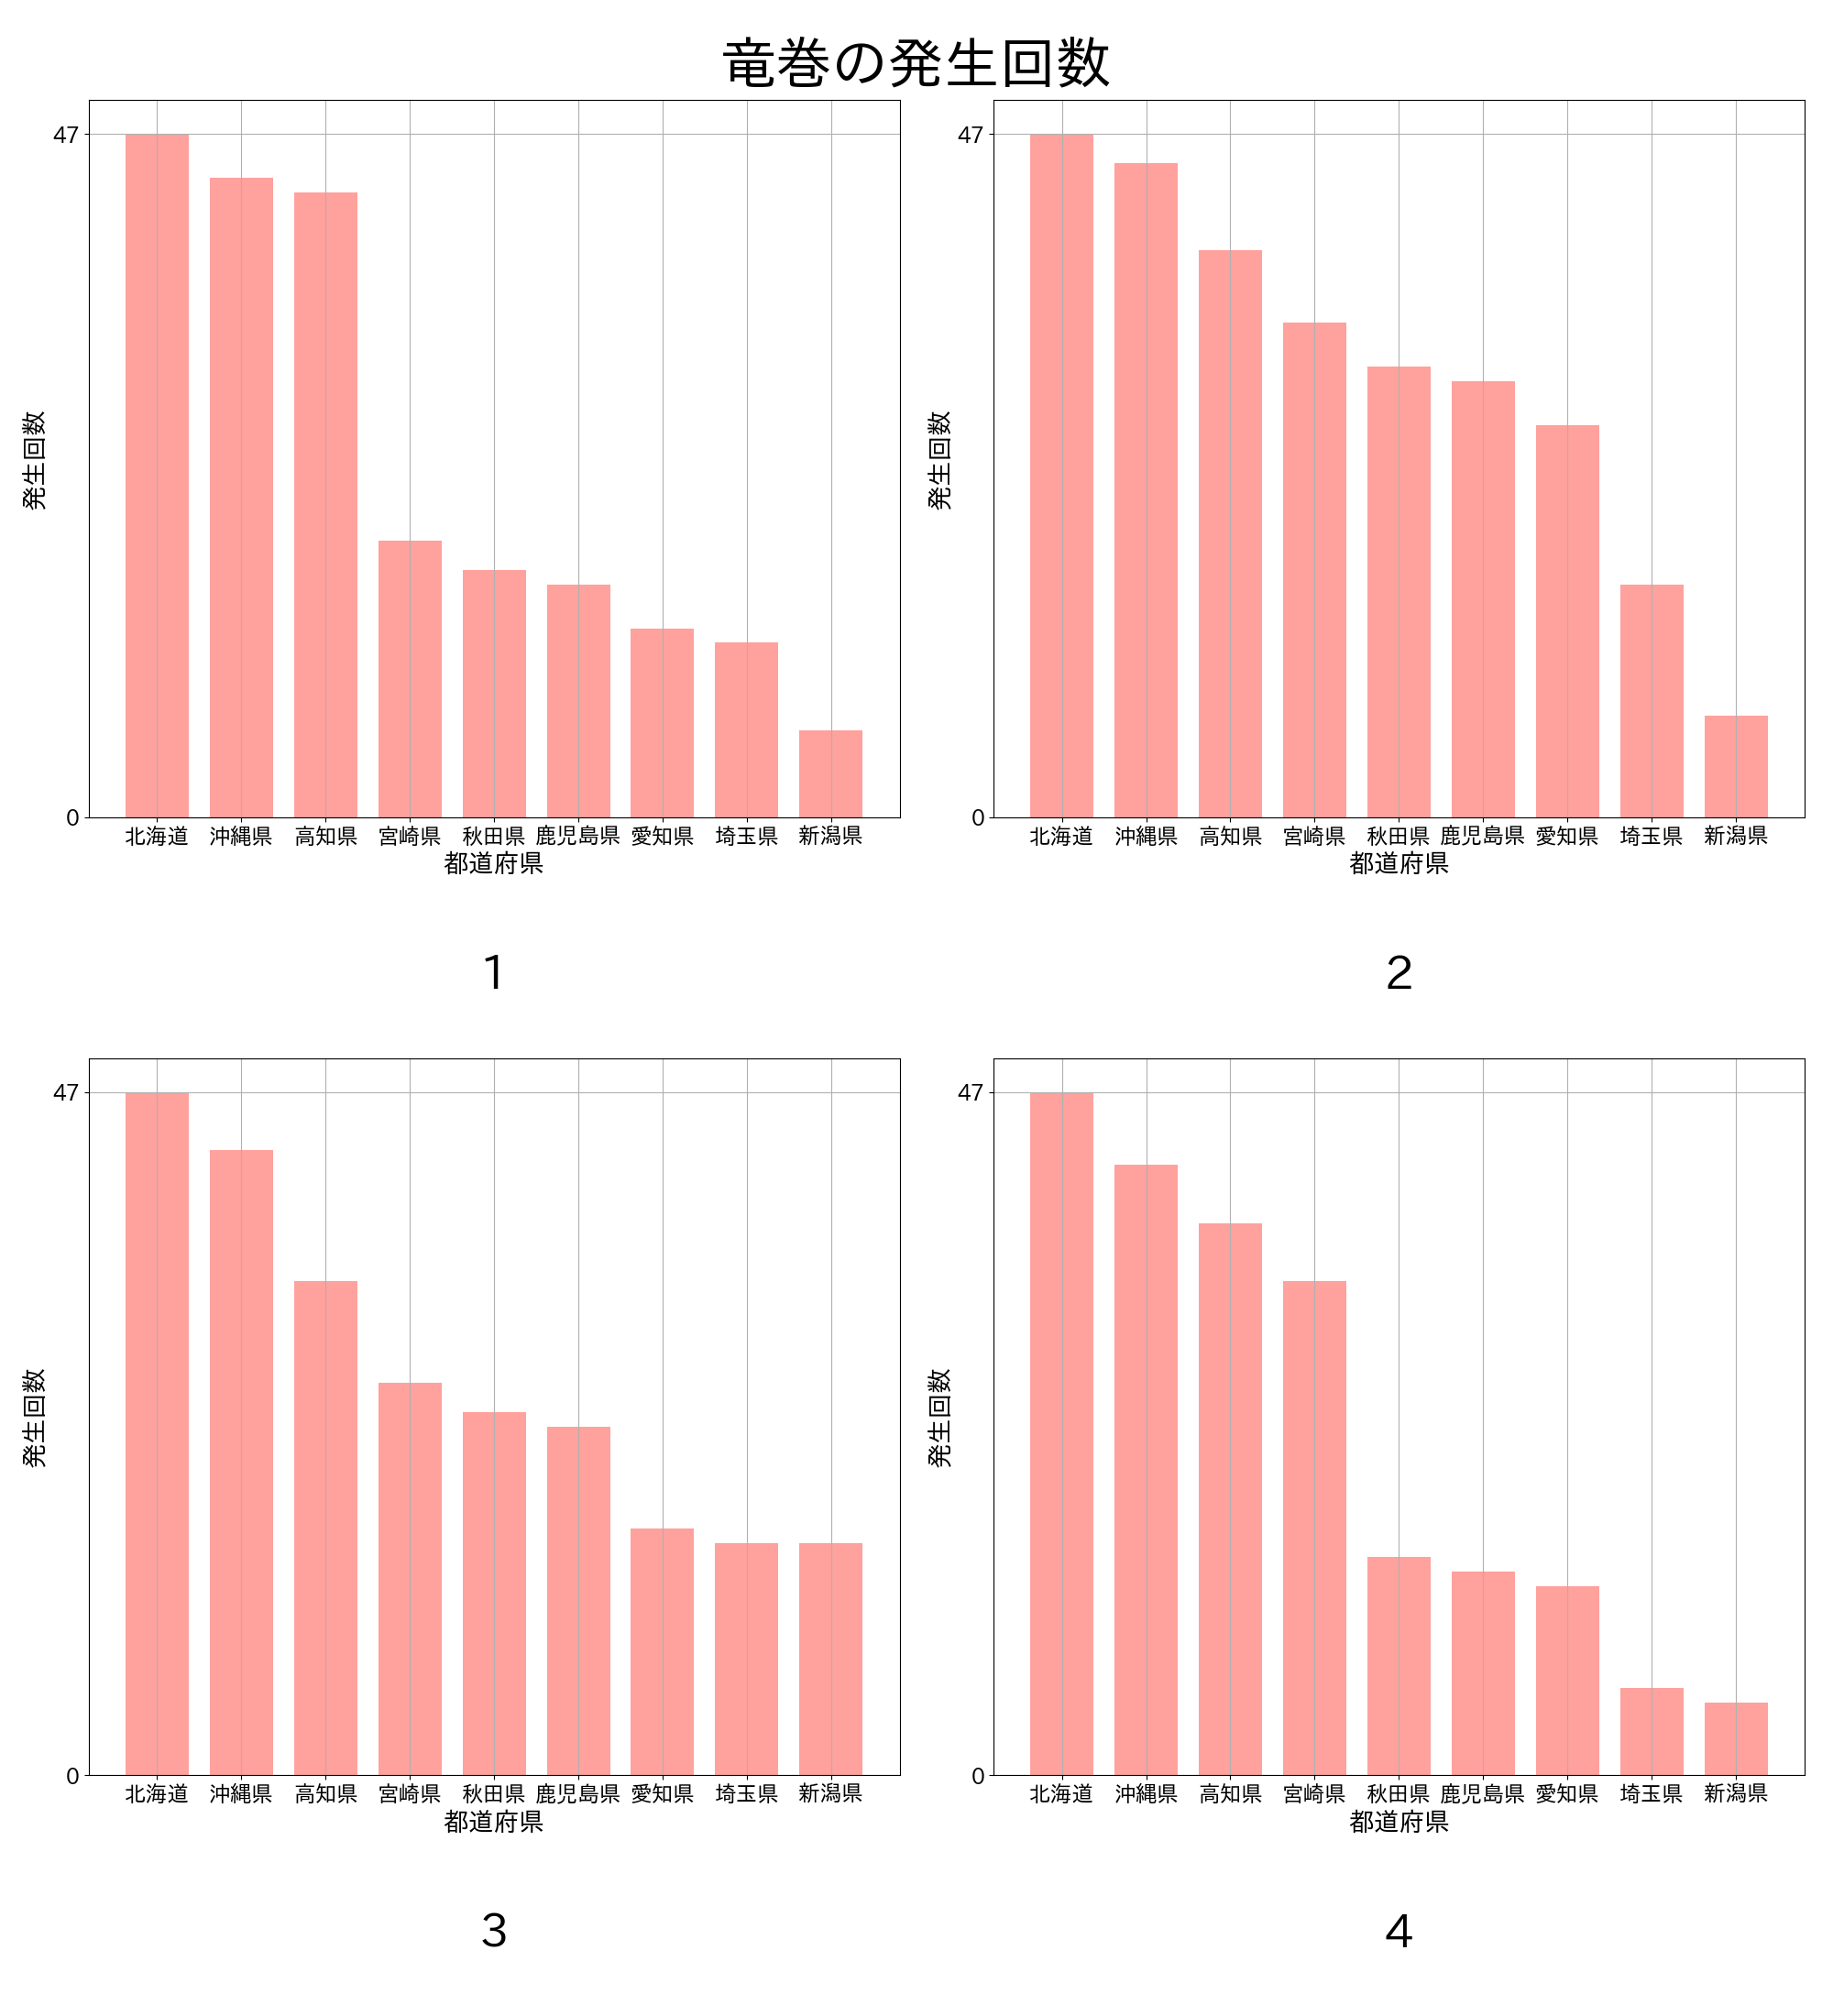 竜巻の発生回数
47
0
発生回数
北海道 沖縄県 高知県 宮崎県 秋田県 鹿児島県 愛知県 埼玉県 新潟県
都道府県
1
47
0
発生回数
北海道 沖縄県 高知県 宮崎県 秋田県 鹿児島県 愛知県 埼玉県 新潟県
都道府県
2
47
0
発生回数
北海道 沖縄県 高知県 宮崎県 秋田県 鹿児島県 愛知県 埼玉県 新潟県
都道府県
3
47
0
発生回数
北海道 沖縄県 高知県 宮崎県 秋田県 鹿児島県 愛知県 埼玉県 新潟県
都道府県
4